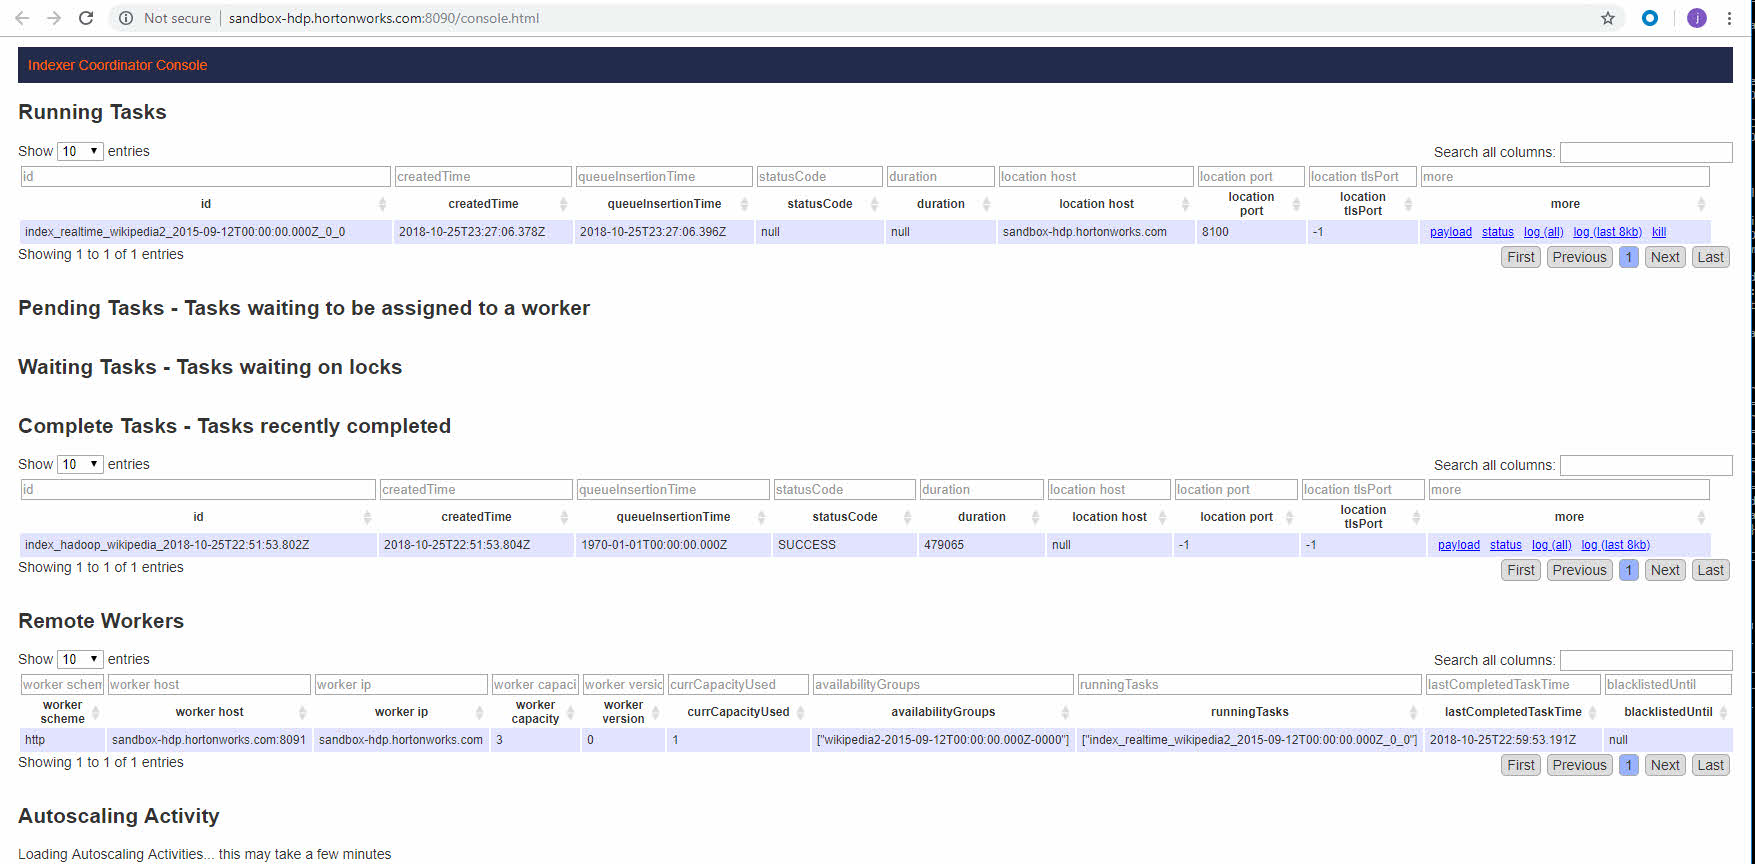 Not secure sandbox-hdp.hortonworks.com:8090/console.html
j
Indexer Coordinator Console
Running Tasks
Show 10 entries Search all columns:
id createdTime queueInsertionTime statusCode duration location host location port location tlsPort more
id createdTime queueInsertionTime statusCode duration location host location port location tlsPort more
index_realtime_wikipedia2_2015-09-12T00:00:00.000Z_0_0 2018-10-25T23:27:06.378Z 2018-10-25T23:27:06.396Z null null sandbox-hdp.hortonworks.com 8100 -1 payload status log (all) log (last 8kb) kill
Showing 1 to 1 of 1 entries First Previous 1 Next Last
Pending Tasks - Tasks waiting to be assigned to a worker
Waiting Tasks - Tasks waiting on locks
Complete Tasks - Tasks recently completed
Show 10 entries Search all columns:
id createdTime queueInsertionTime statusCode duration location host location port location tlsPort more
id createdTime queueInsertionTime statusCode duration location host location port location tlsPort more
index_hadoop_wikipedia_2018-10-25T22:51:53.802Z 2018-10-25T22:51:53.804Z 1970-01-01T00:00:00.000Z SUCCESS 479065 null -1 -1 payload status log (all) log (last 8kb)
Showing 1 to 1 of 1 entries First Previous 1 Next Last
Remote Workers
Show 10 entries Search all columns:
worker schem worker host worker ip worker capaci worker versic currCapacityUsed availabilityGroups runningTasks lastCompletedTaskTime blacklistedUntil
worker scheme worker host worker ip worker capacity worker version currCapacityUsed availabilityGroups runningTasks lastCompletedTaskTime blacklistedUntil
http sandbox-hdp.hortonworks.com:8091 sandbox-hdp.hortonworks.com 3 0 1 ["wikipedia2-2015-09-12T00:00:00.000Z-0000"] ["index_realtime_wikipedia2_2015-09-12T00:00:00.000Z_0_0"] 2018-10-25T22:59:53.191Z null
Showing 1 to 1 of 1 entries First Previous 1 Next Last
Autoscaling Activity
Loading Autoscaling Activities... this may take a few minutes